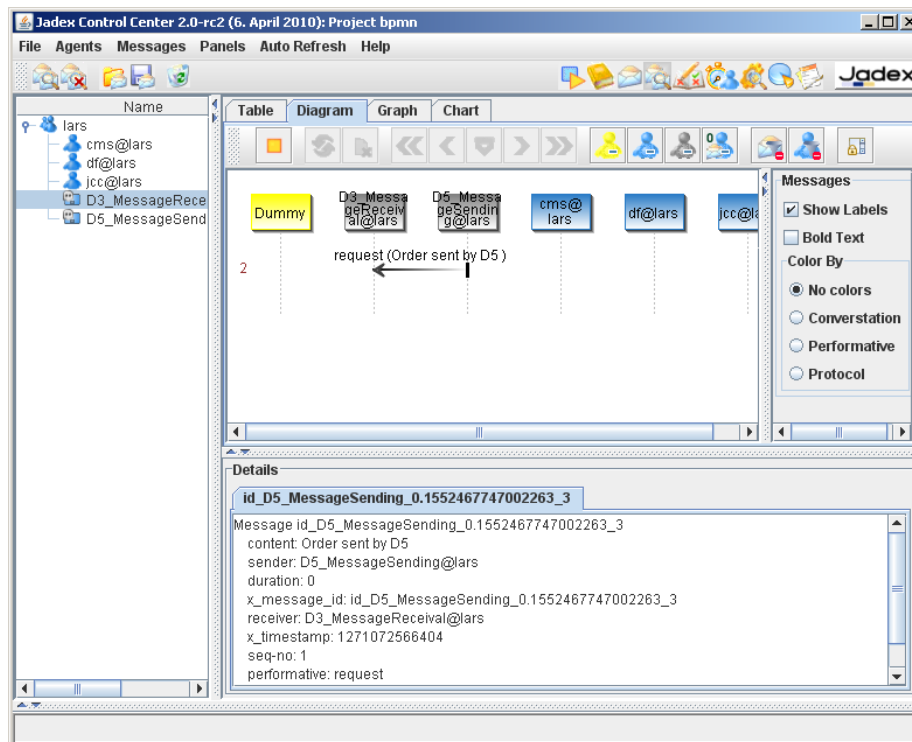 Jadex Control Center 2.0-rc2 (6. April 2010): Project bpmn
File Agents Messages Panels Auto Refresh Help
Jadex
Name
lars
cms@lars
df@lars
jcc@lars
D3_MessageRece
D5_MessageSend
Table Diagram Graph Chart
0
Dummy
D3_Messa
geReceiv
al@lars
D5_Messa
geSendin
g@lars
cms@
lars
df@lars
jcc@la
request (Order sent by D5 )
2
Messages
Show Labels
Bold Text
Color By
No colors
Converstation
Performative
Protocol
Details
id_D5_MessageSending_0.1552467747002263_3
Message id_D5_MessageSending_0.1552467747002263_3
content: Order sent by D5
sender: D5_MessageSending@lars
duration: 0
x_message_id: id_D5_MessageSending_0.1552467747002263_3
receiver: D3_MessageReceival@lars
x_timestamp: 1271072566404
seq-no: 1
performative: request